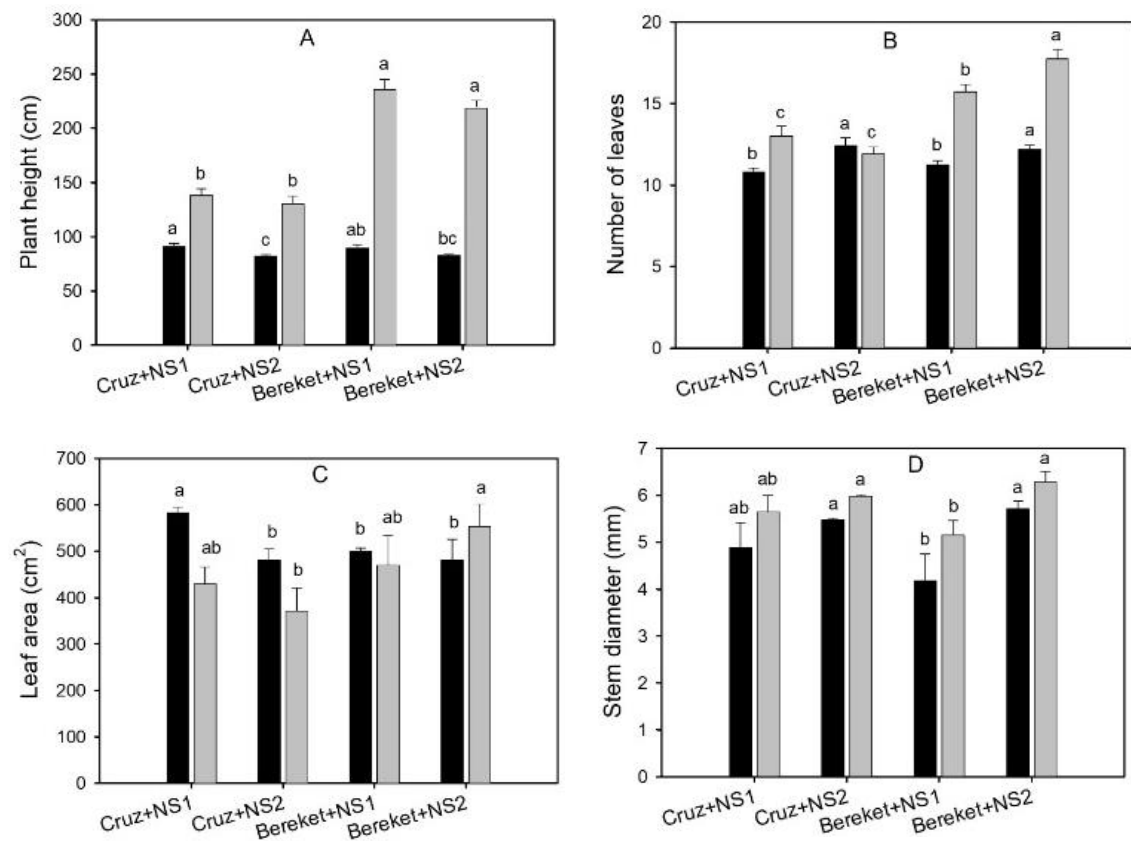 A
Plant height (cm)
300
250
200
150
100
50
0
a
b
c
b
ab
a
bc
a
Cruz+NS1
Cruz+NS2
Bereket+NS1
Bereket+NS2
B
Number of leaves
20
15
10
5
0
b
c
a
c
b
b
a
a
Cruz+NS1
Cruz+NS2
Bereket+NS1
Bereket+NS2
C
Leaf area (cm²)
700
600
500
400
300
200
100
0
a
ab
b
b
b
ab
b
a
Cruz+NS1
Cruz+NS2
Bereket+NS1
Bereket+NS2
D
Stem diameter (mm)
7
6
5
4
3
2
1
0
ab
ab
a
a
b
b
a
a
Cruz+NS1
Cruz+NS2
Bereket+NS1
Bereket+NS2